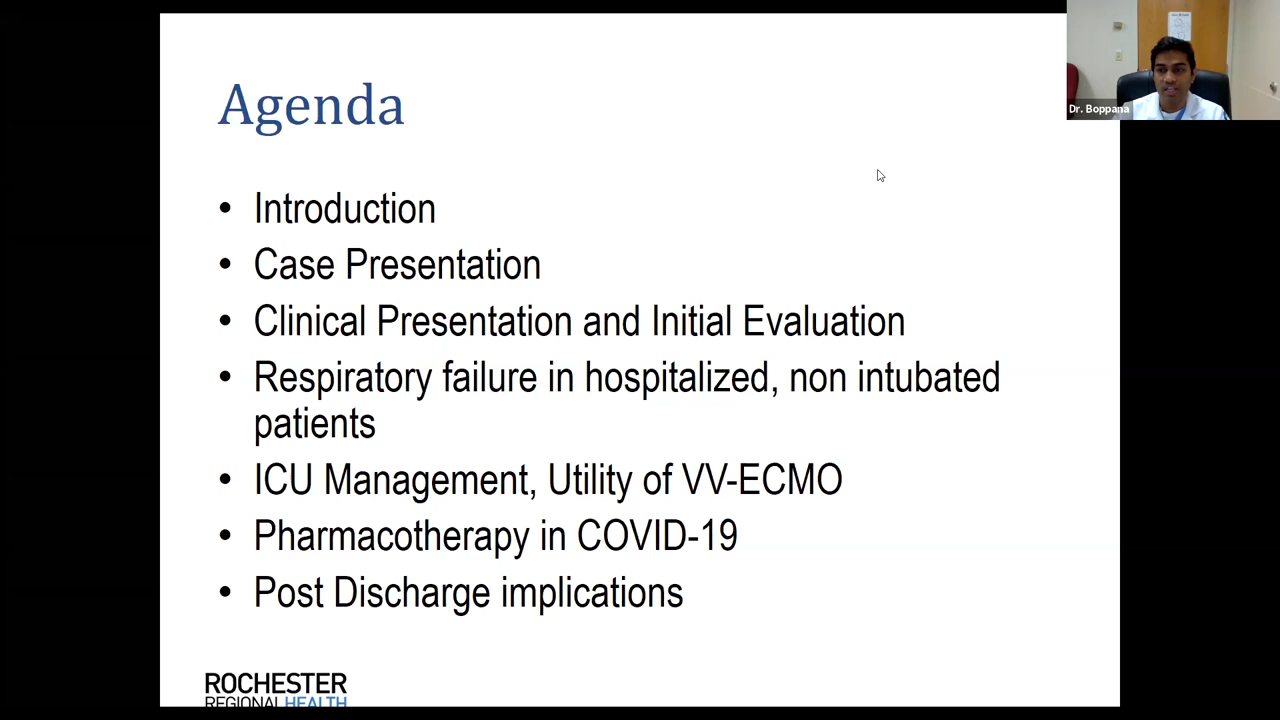 Agenda
Dr. Boppana
• Introduction
• Case Presentation
• Clinical Presentation and Initial Evaluation
• Respiratory failure in hospitalized, non intubated
patients
• ICU Management, Utility of VV-ECMO
• Pharmacotherapy in COVID-19
• Post Discharge implications
ROCHESTER
REGIONAL HEALTH